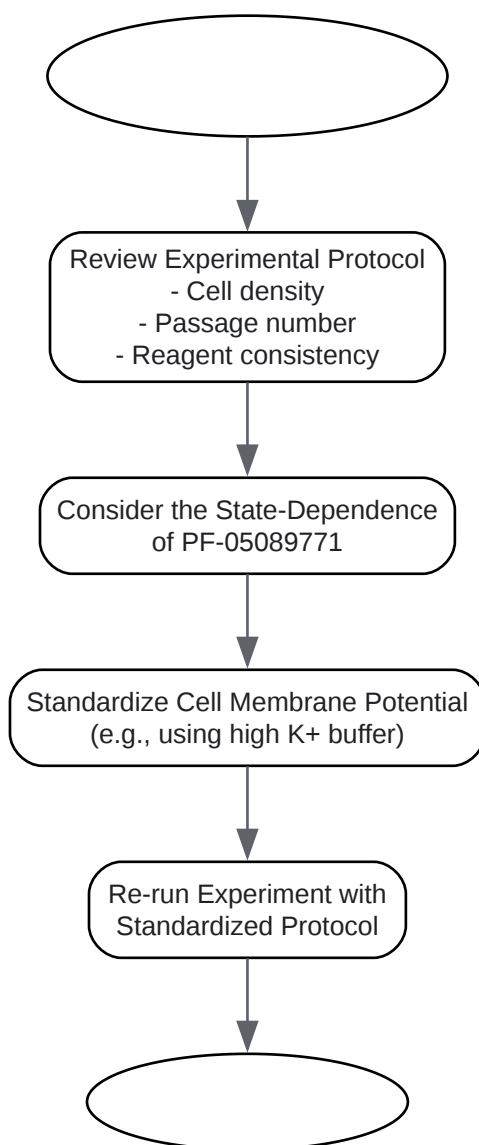 Review Experimental Protocol
- Cell density
- Passage number
- Reagent consistency
Consider the State-Dependence
of PF-05089771
Standardize Cell Membrane Potential
(e.g., using high K+ buffer)
Re-run Experiment with
Standardized Protocol